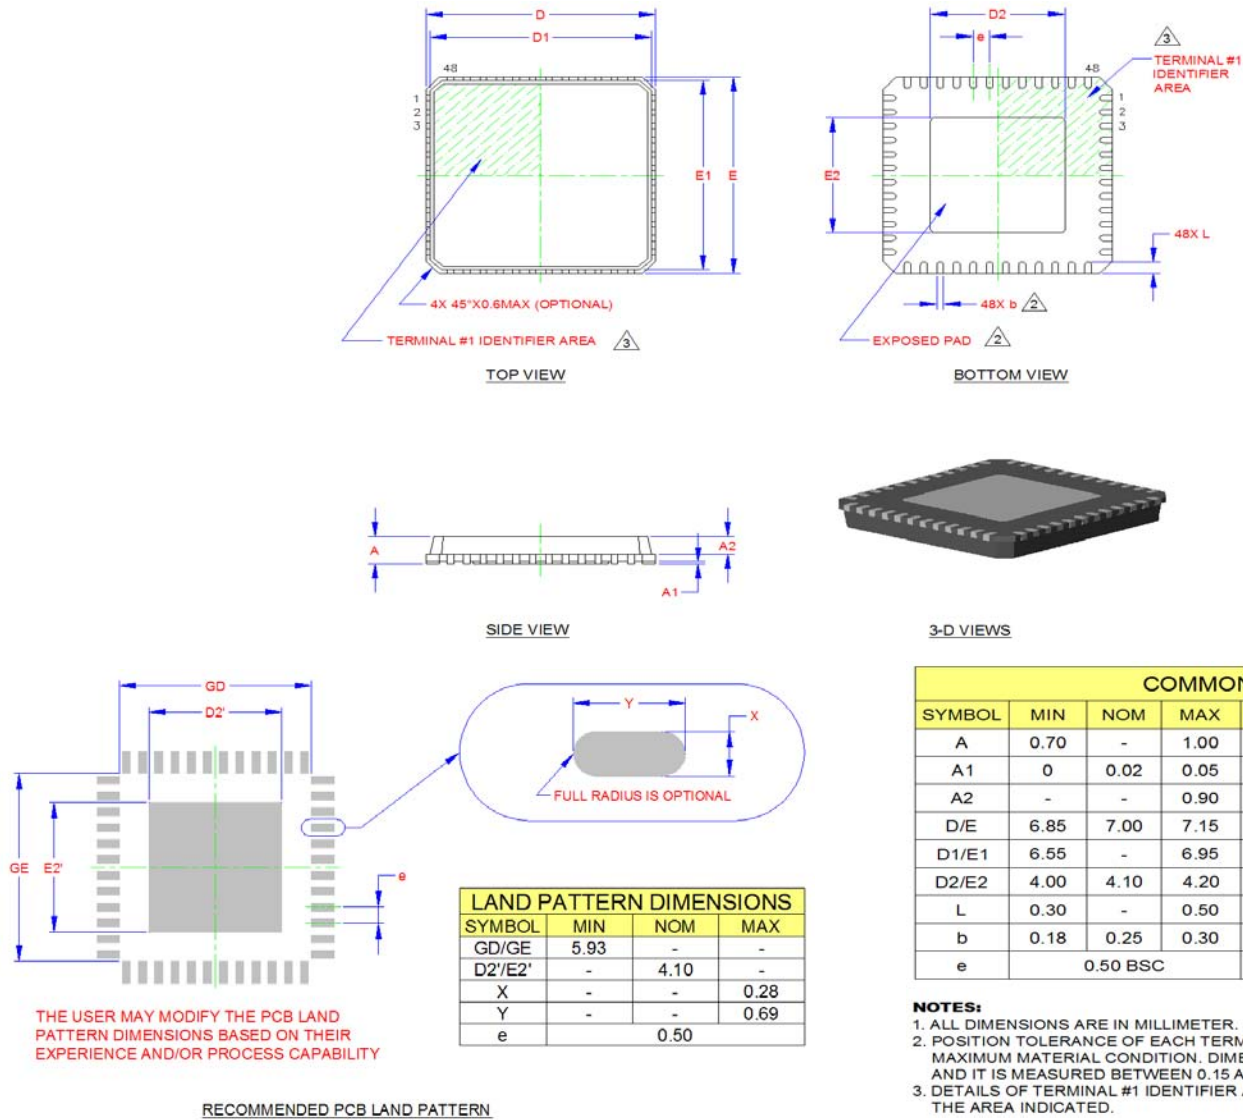 D
D1
48
1
2
3
E1
E
4X 45°X0.6MAX (OPTIONAL)
TERMINAL #1 IDENTIFIER AREA 3
TOP VIEW
D2
e
3
TERMINAL #1
IDENTIFIER
AREA
48
1
2
3
E2
48X L
48X b 2
EXPOSED PAD 2
BOTTOM VIEW
A
A2
A1
SIDE VIEW
3-D VIEWS
GD
D2'
GE
E2'
e
Y
X
FULL RADIUS IS OPTIONAL
THE USER MAY MODIFY THE PCB LAND
PATTERN DIMENSIONS BASED ON THEIR
EXPERIENCE AND/OR PROCESS CAPABILITY
RECOMMENDED PCB LAND PATTERN
LAND PATTERN DIMENSIONS
SYMBOL MIN NOM MAX
GD/GE 5.93 - -
D2'/E2' - 4.10 -
X - - 0.28
Y - - 0.69
e 0.50
COMMON
SYMBOL MIN NOM MAX
A 0.70 - 1.00
A1 0 0.02 0.05
A2 - - 0.90
D/E 6.85 7.00 7.15
D1/E1 6.55 - 6.95
D2/E2 4.00 4.10 4.20
L 0.30 - 0.50
b 0.18 0.25 0.30
e 0.50 BSC
NOTES:
1. ALL DIMENSIONS ARE IN MILLIMETER.
2. POSITION TOLERANCE OF EACH TERM
MAXIMUM MATERIAL CONDITION. DIME
AND IT IS MEASURED BETWEEN 0.15 A
3. DETAILS OF TERMINAL #1 IDENTIFIER
THE AREA INDICATED.